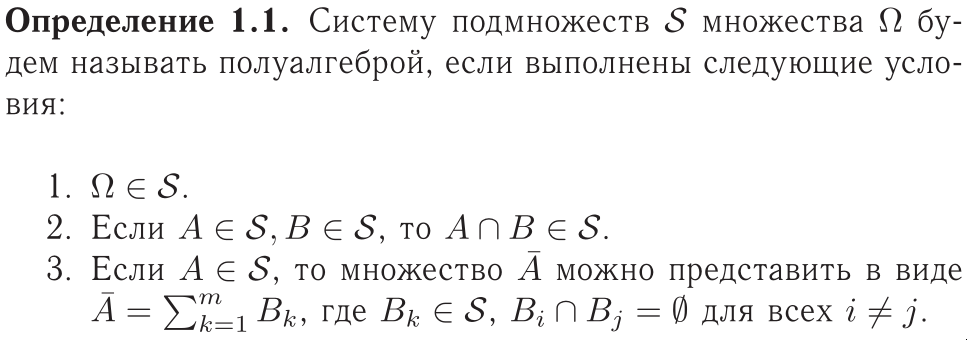 Определение 1.1. Систему подмножеств 𝒮 множества Ω бу-
дем называть полуалгеброй, если выполнены следующие усло-
вия:
1. Ω ∈ 𝒮.
2. Если A ∈ 𝒮, B ∈ 𝒮, то A ∩ B ∈ 𝒮.
3. Если A ∈ 𝒮, то множество Ā можно представить в виде
Ā = ∑_{k=1}^{m} B_k, где B_k ∈ 𝒮, B_i ∩ B_j = ∅ для всех i ≠ j.